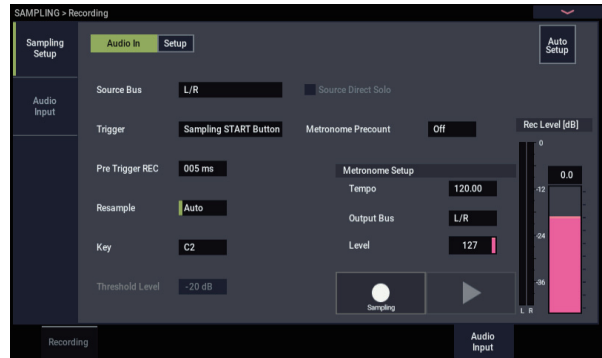 SAMPLING > Recording
Sampling
Setup
Audio In
Setup
Auto
Setup
Audio
Input
Source Bus
L/R
Source Direct Solo
Trigger
Sampling START Button
Metronome Precount
Off
Rec Level [dB]
Pre Trigger REC
005 ms
Metronome Setup
Tempo
120.00
Resample
Auto
Output Bus
L/R
Key
C2
Level
127
Threshold Level
-20 dB
Sampling
0
-12
-24
-36
L R
0.0
Recording
Audio
Input